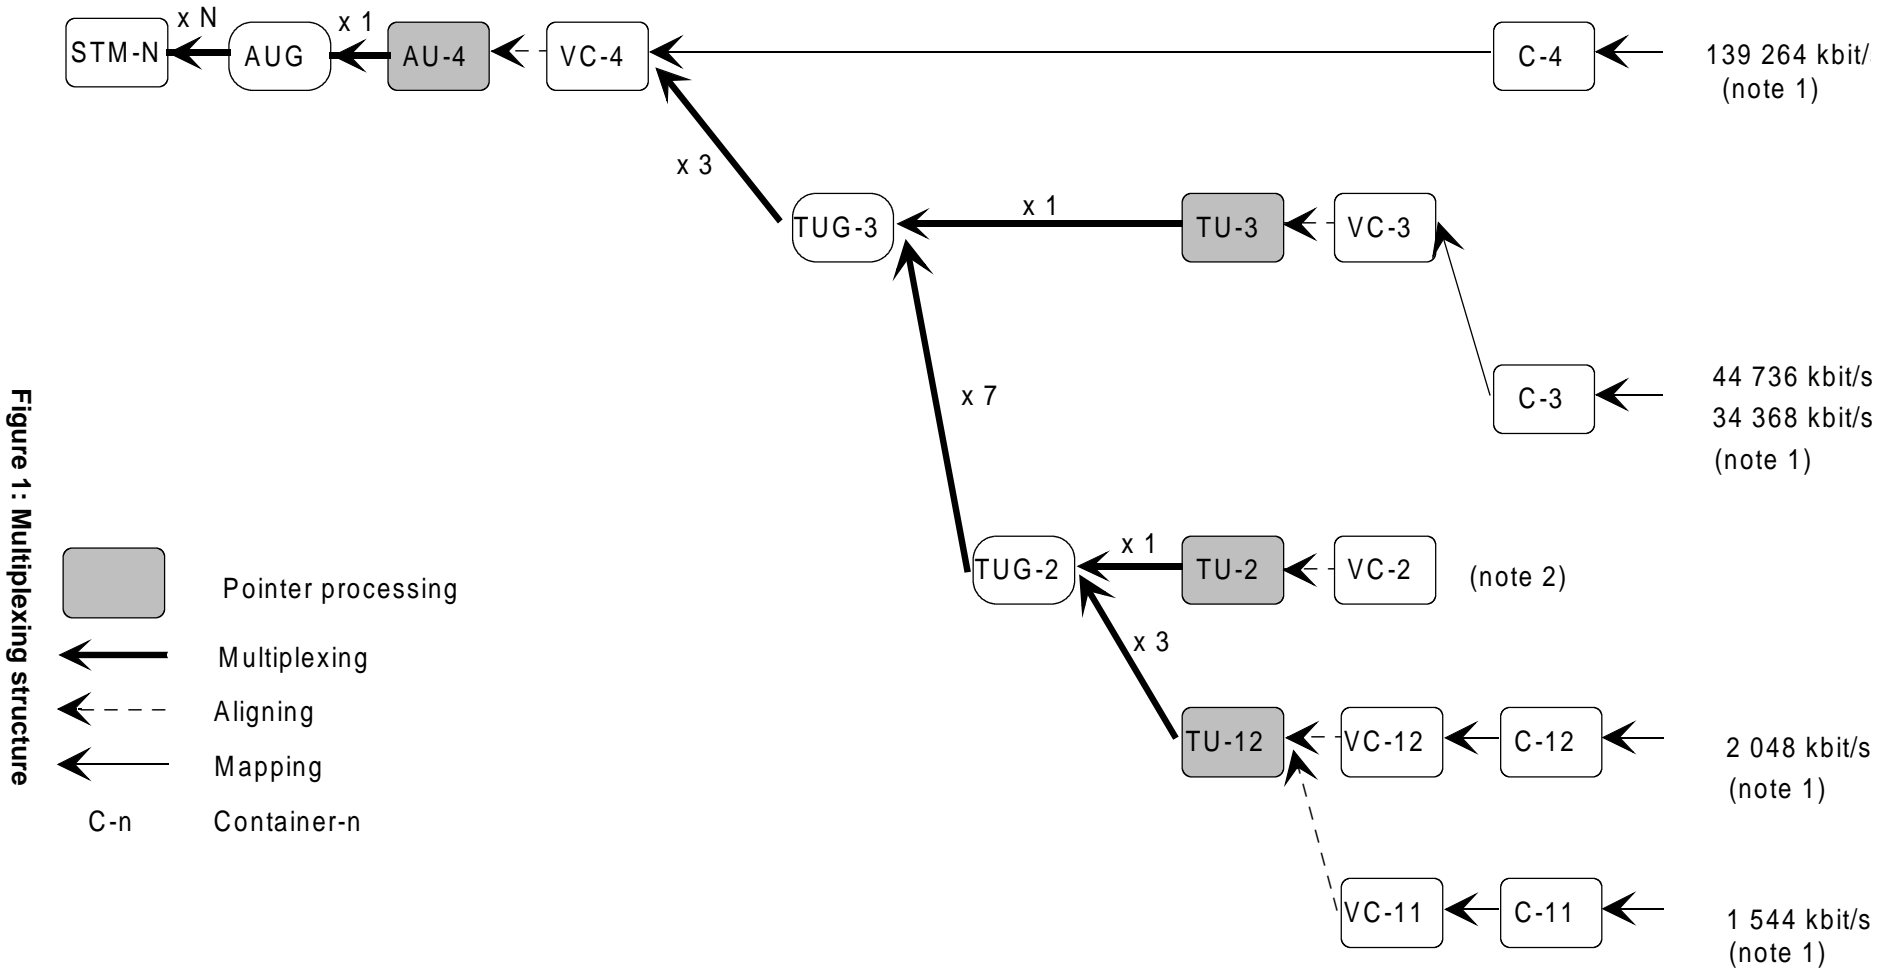 x N
x 1
STM-N
AUG
AU-4
VC-4
C-4
139 264 kbit/
(note 1)
x 3
x 1
TUG-3
TU-3
VC-3
44 736 kbit/s
x 7
C-3
34 368 kbit/s
(note 1)
x 1
TUG-2
TU-2
VC-2
(note 2)
x 3
TU-12
VC-12
C-12
2 048 kbit/s
(note 1)
VC-11
C-11
1 544 kbit/s
(note 1)
Pointer processing
Multiplexing
Aligning
Mapping
C-n
Container-n
Figure 1: Multiplexing structure